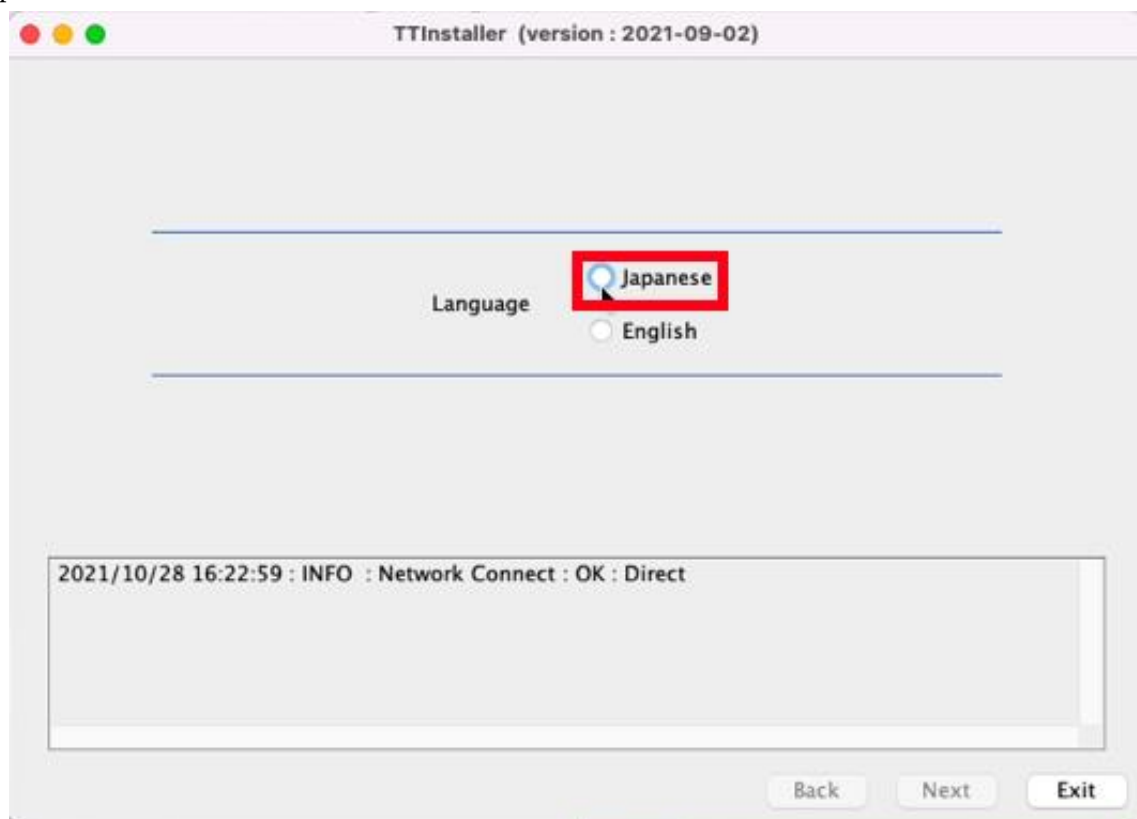 TTInstaller (version : 2021-09-02)
Japanese
Language
English
2021/10/28 16:22:59 : INFO : Network Connect : OK : Direct
Back Next Exit